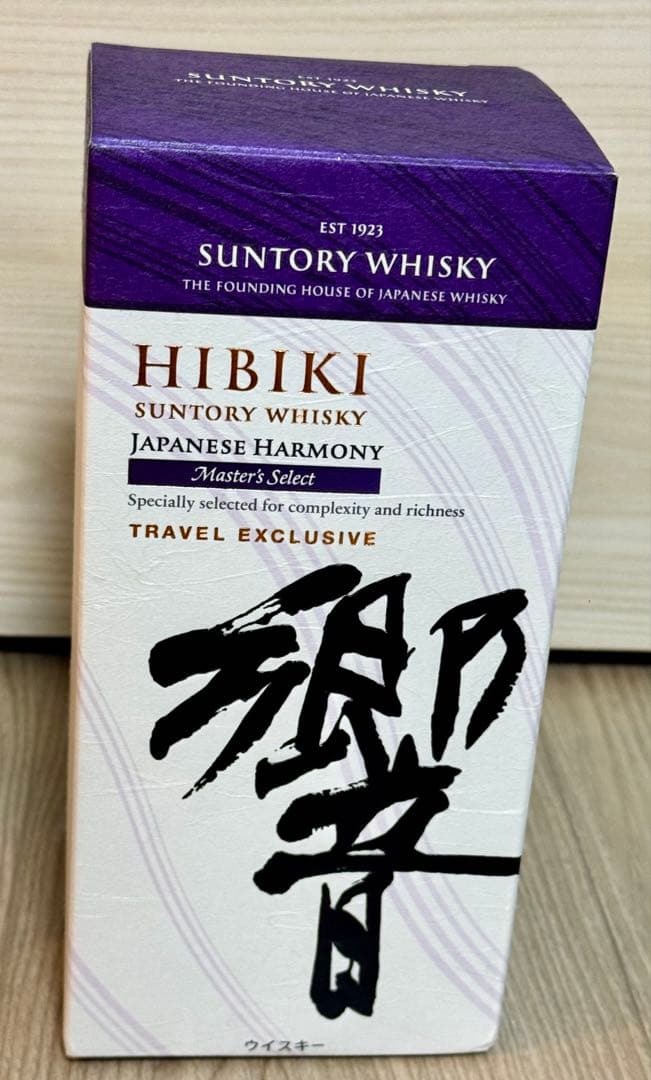 EST 1923
SUNTORY WHISKY
THE FOUNDING HOUSE OF JAPANESE WHISKY
EST 1923
SUNTORY WHISKY
THE FOUNDING HOUSE OF JAPANESE WHISKY
HIBIKI
SUNTORY WHISKY
JAPANESE HARMONY
Master's Select
Specially selected for complexity and richness
TRAVEL EXCLUSIVE
響
ウイスキー